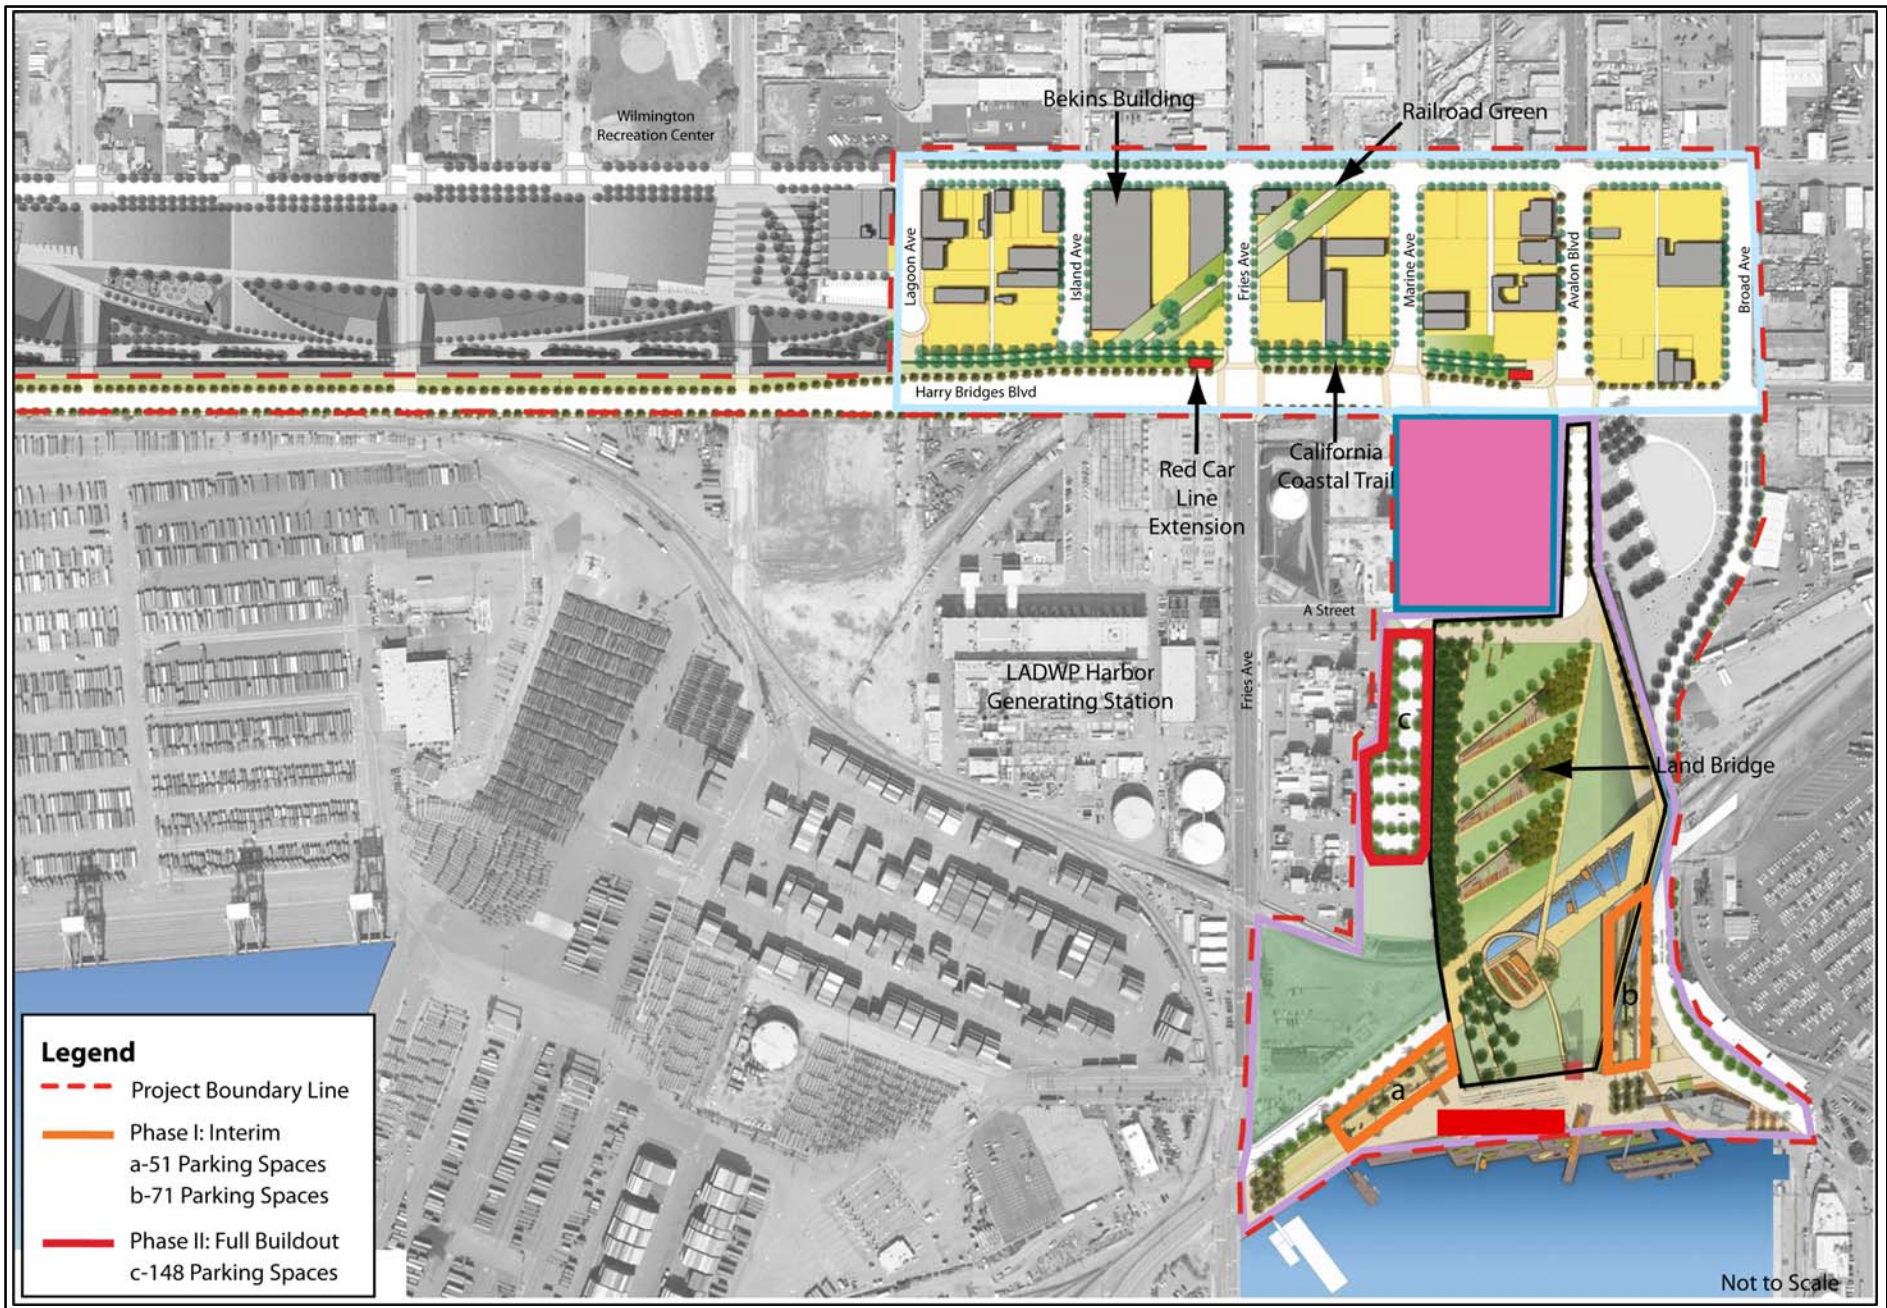 Wilmington
Recreation Center
Bekins Building
Railroad Green
Lagoon Ave
Island Ave
Fries Ave
Marine Ave
Avalon Blvd
Broad Ave
Harry Bridges Blvd
Red Car
Line
Extension
California
Coastal Trail
A Street
LADWP Harbor
Generating Station
Fries Ave
c
Land Bridge
b
a
Legend
Project Boundary Line
Phase I: Interim
a-51 Parking Spaces
b-71 Parking Spaces
Phase II: Full Buildout
c-148 Parking Spaces
Not to Scale